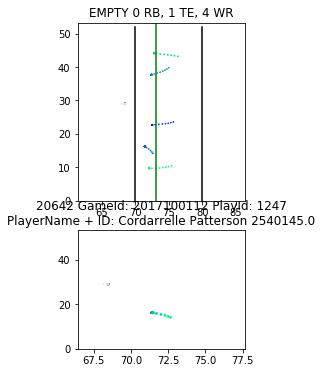 EMPTY 0 RB, 1 TE, 4 WR
50
40
30
20
10
0
65 70 75 80 85
20642 GameId: 2017100112 PlayId: 1247
PlayerName + ID: Cordarrelle Patterson 2540145.0
40
20
0
67.5 70.0 72.5 75.0 77.5